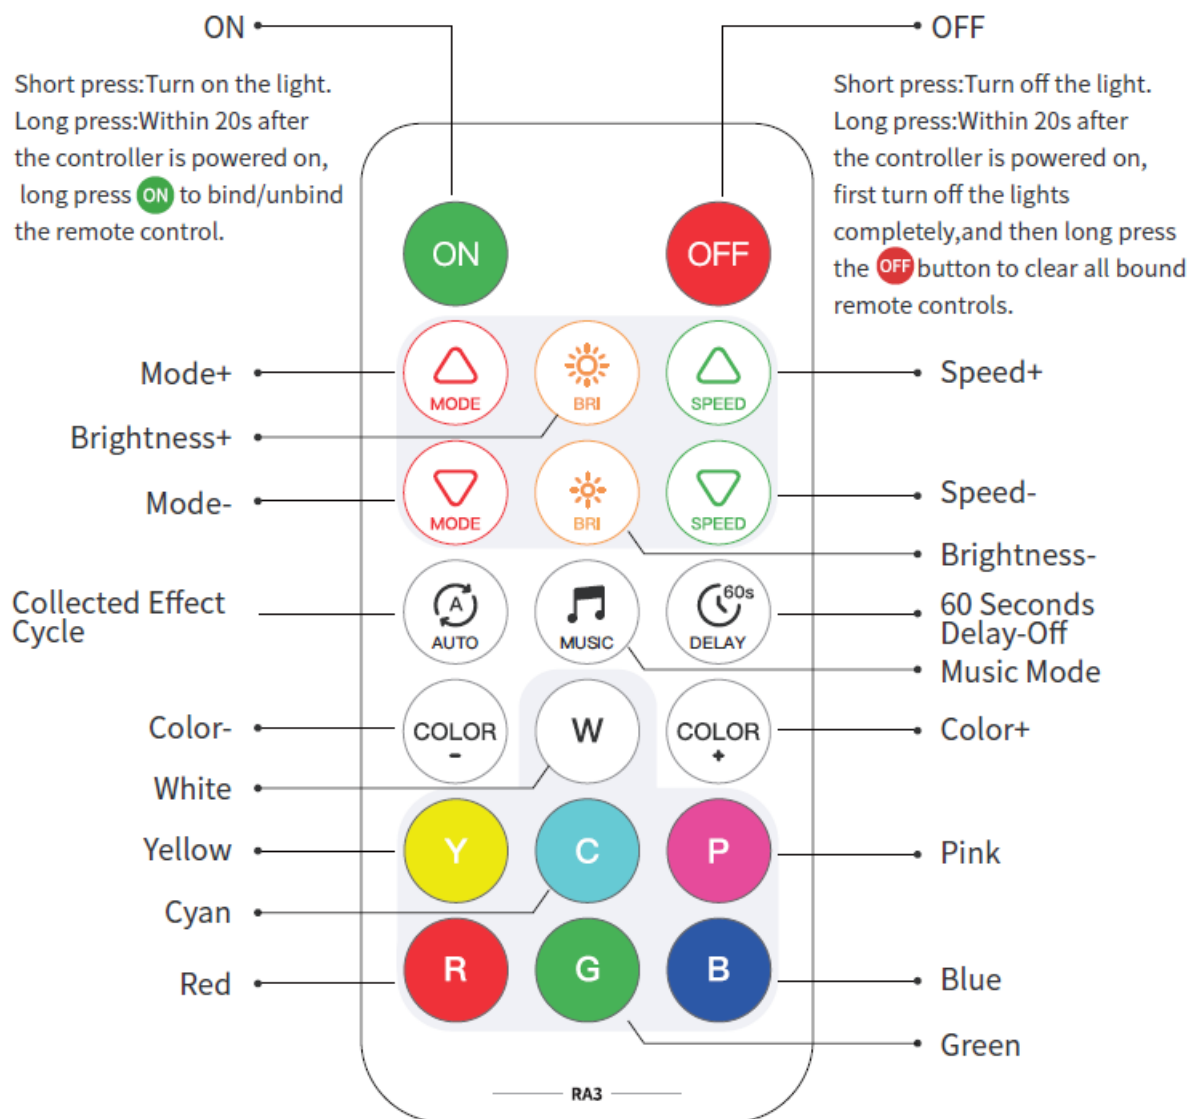 ON
OFF
Short press:Turn on the light.
Long press:Within 20s after
the controller is powered on,
long press ON to bind/unbind
the remote control.
Short press:Turn off the light.
Long press:Within 20s after
the controller is powered on,
first turn off the lights
completely,and then long press
the OFF button to clear all bound
remote controls.
ON
OFF
Mode+
MODE
BRI
SPEED
Speed+
Brightness+
Mode-
MODE
BRI
SPEED
Speed-
Brightness-
Collected Effect
Cycle
A
AUTO
MUSIC
60s
DELAY
60 Seconds
Delay-Off
Music Mode
Color-
COLOR
-
W
COLOR
+
Color+
White
Yellow
Y
C
P
Pink
Cyan
Red
R
G
B
Blue
Green
RA3